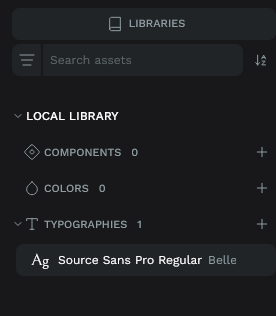 LIBRARIES
Search assets
LOCAL LIBRARY
COMPONENTS 0
COLORS 0
TYPOGRAPHIES 1
Ag Source Sans Pro Regular Belle